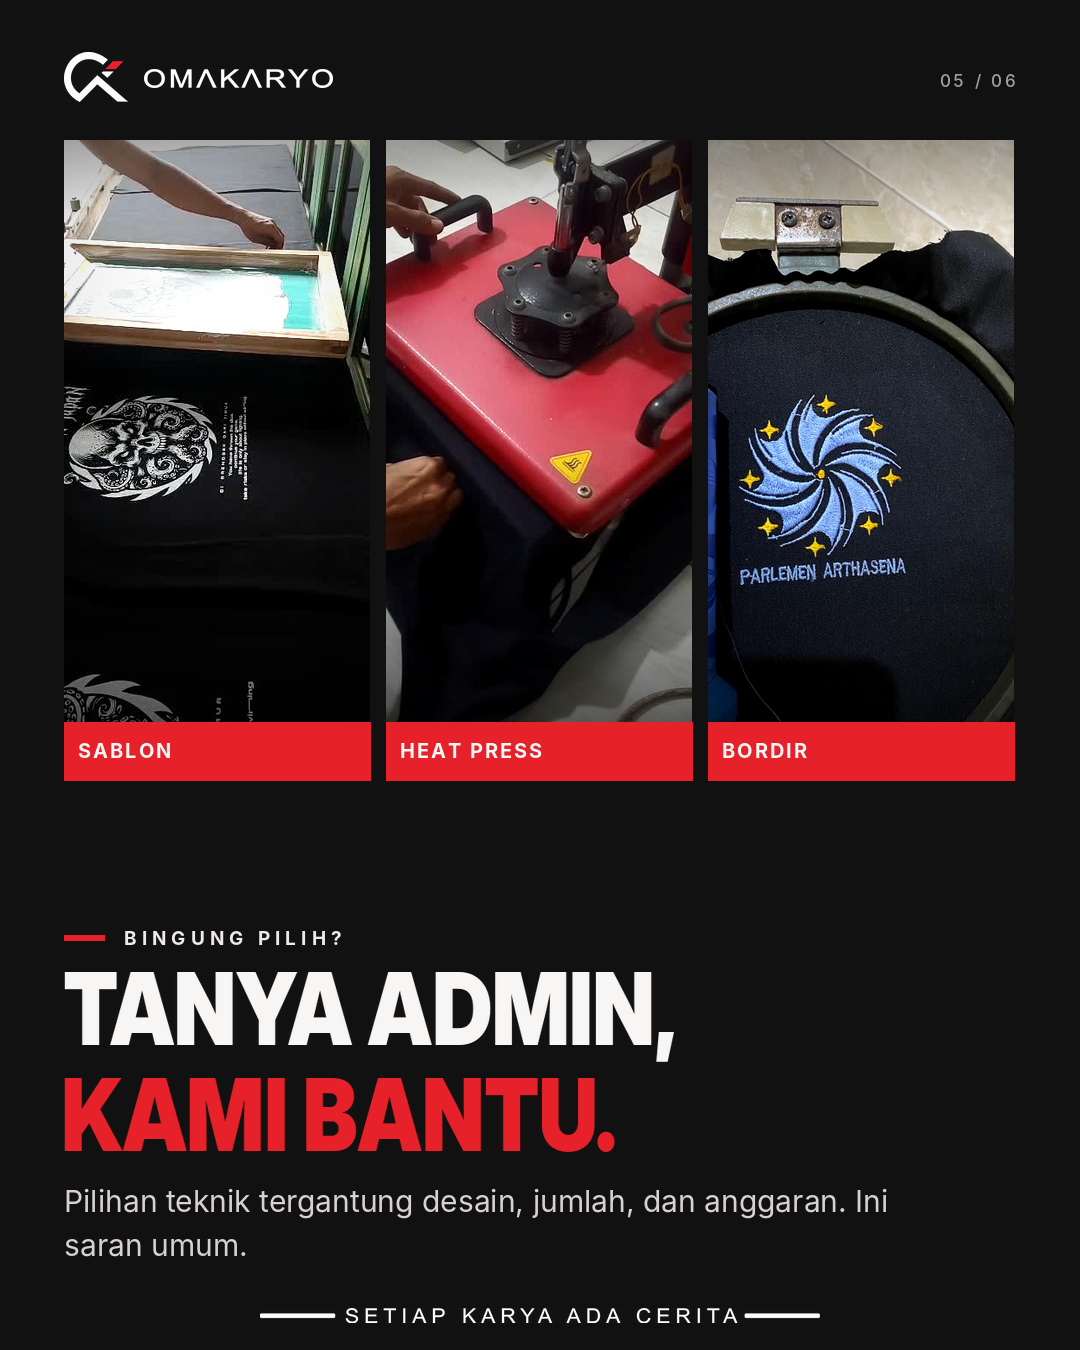 OMAKARYO
05 / 06
PARLEMEN ARTHASENA
SABLON
HEAT PRESS
BORDIR
BINGUNG PILIH?
TANYA ADMIN,
KAMI BANTU.
Pilihan teknik tergantung desain, jumlah, dan anggaran. Ini
saran umum.
SETIAP KARYA ADA CERITA